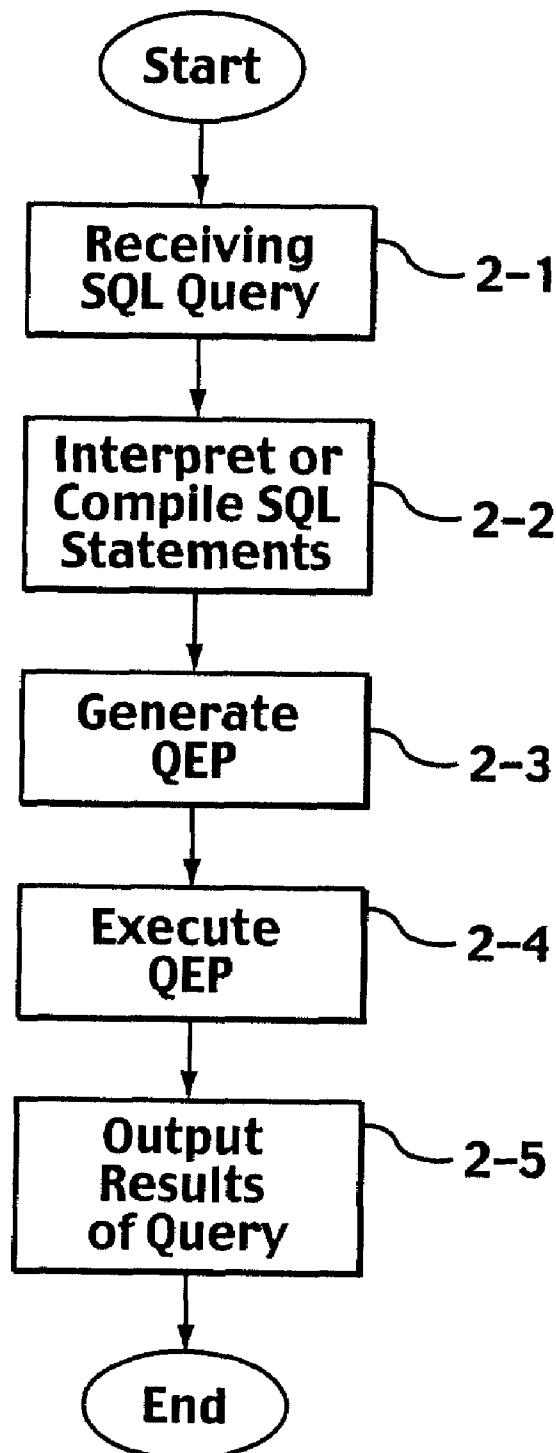 Start
Receiving
SQL Query
2-1
Interpret or
Compile SQL
Statements
2-2
Generate
QEP
2-3
Execute
QEP
2-4
Output
Results
of Query
2-5
End